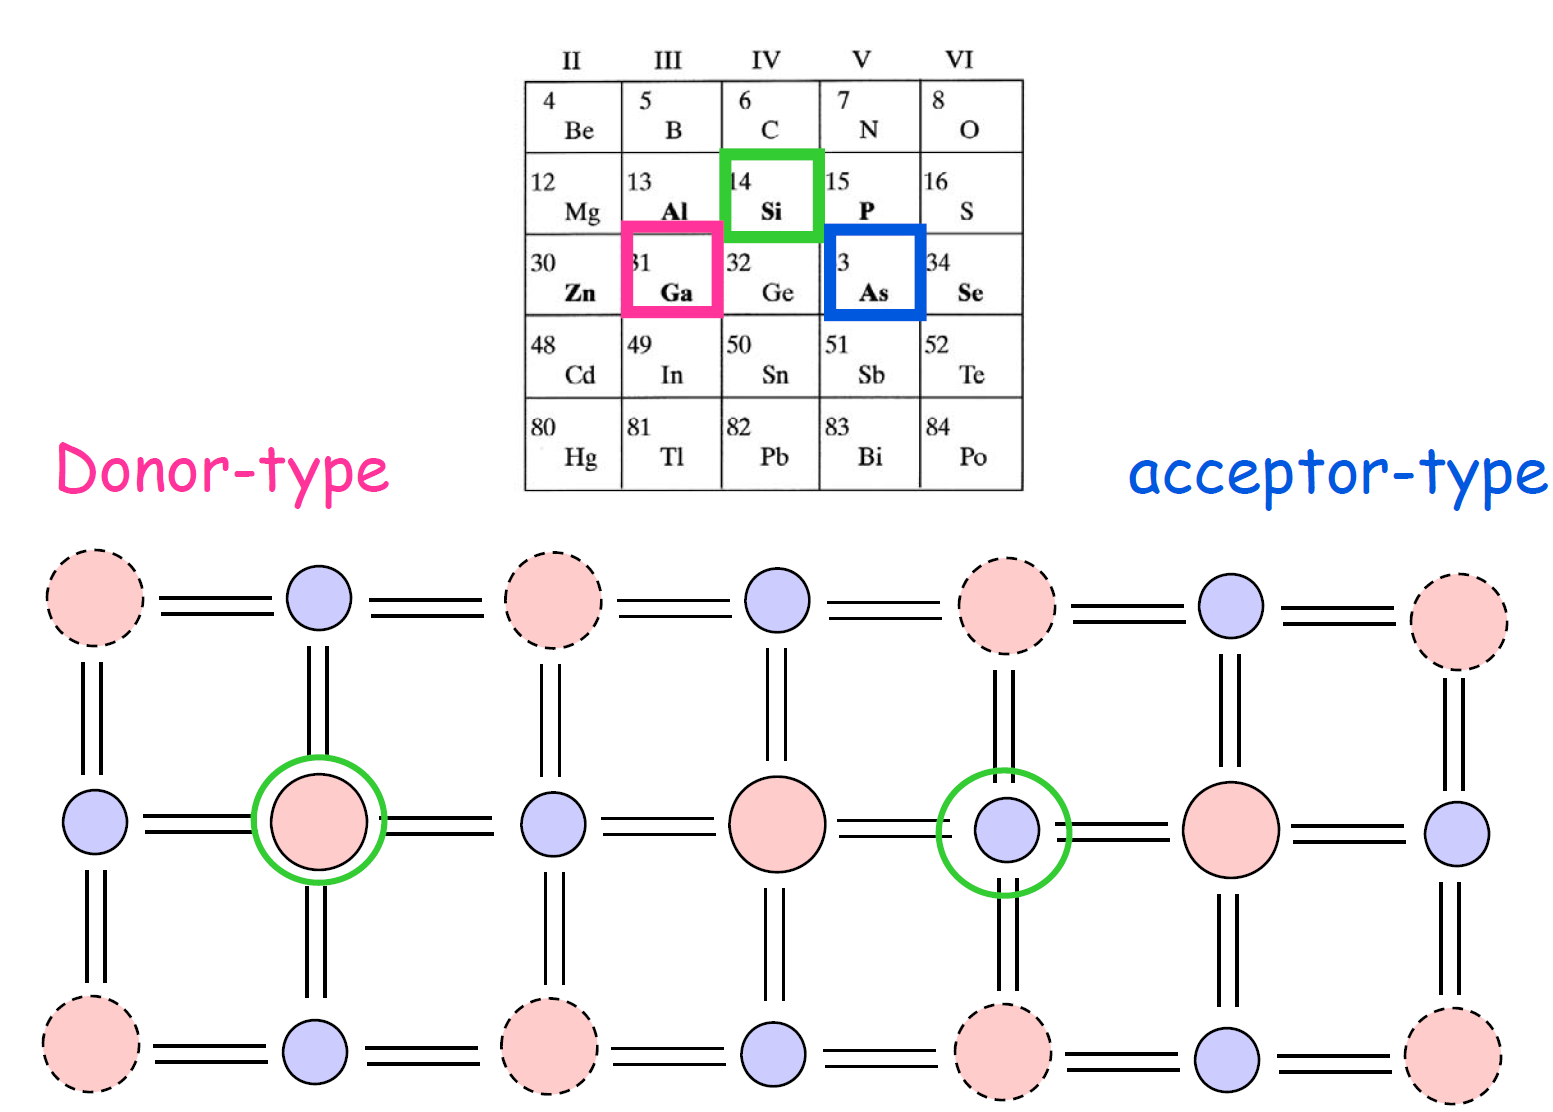 II III IV V VI
4 5 6 7 8
Be B C N O
12 13 14 15 16
Mg Al Si P S
30 31 32 3 34
Zn Ga Ge As Se
48 49 50 51 52
Cd In Sn Sb Te
80 81 82 83 84
Hg Tl Pb Bi Po
Donor-type
acceptor-type